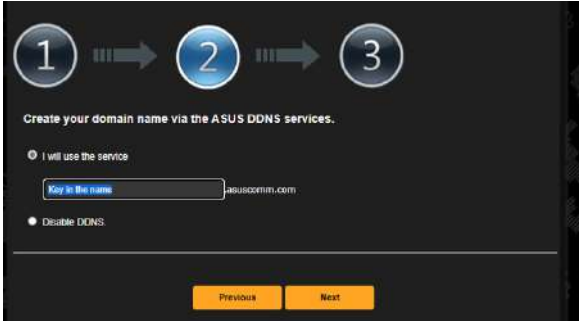 1 2 3
Create your domain name via the ASUS DDNS services.
I will use the service
Key in the name .asuscomm.com
Disable DDNS.
Previous Next